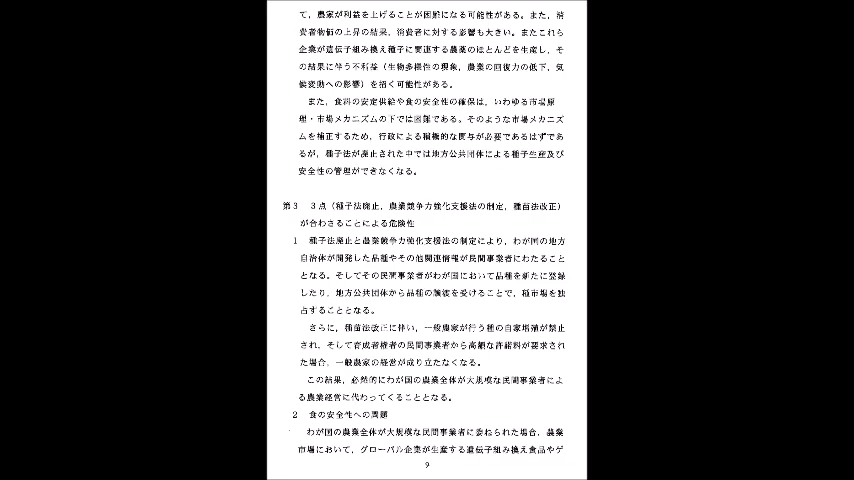 て，農家が利益を上げることが困難になる可能性がある。また，消
費者物価の上昇の結果，消費者に対する影響も大きい。またこれら
企業が遺伝子組み換え種子に関連する農薬のほとんどを生産し，そ
の結果に伴う不利益（生物多様性の現象，農業の回復力の低下，気
候変動への影響）を招く可能性がある。
また，食料の安定供給や食の安全性の確保は，いわゆる市場原
理・市場メカニズムの下では困難である。そのような市場メカニズ
ムを補正するため，行政による積極的な関与が必要であるはずであ
るが，種子法が廃止された中では地方公共団体による種子生産及び
安全性の管理ができなくなる。
第３　３点（種子法廃止，農業競争力強化支援法の制定，種苗法改正）
が合わさることによる危険性
１　種子法廃止と農業競争力強化支援法の制定により，わが国の地方
自治体が開発した品種やその他関連情報が民間事業者にわたること
となる。そしてその民間事業者がわが国において品種を新たに登録
したり，地方公共団体から品種の譲渡を受けることで，種市場を独
占することとなる。
さらに，種苗法改正に伴い，一般農家が行う種の自家増殖が禁止
され，そして育成者権者の民間事業者から高額な許諾料が要求され
た場合，一般農家の経営が成り立たなくなる。
この結果，必然的にわが国の農業全体が大規模な民間事業者によ
る農業経営に代わってくることとなる。
２　食の安全性への問題
わが国の農業全体が大規模な民間事業者に委ねられた場合，農業
市場において，グローバル企業が生産する遺伝子組み換え食品やゲ
9